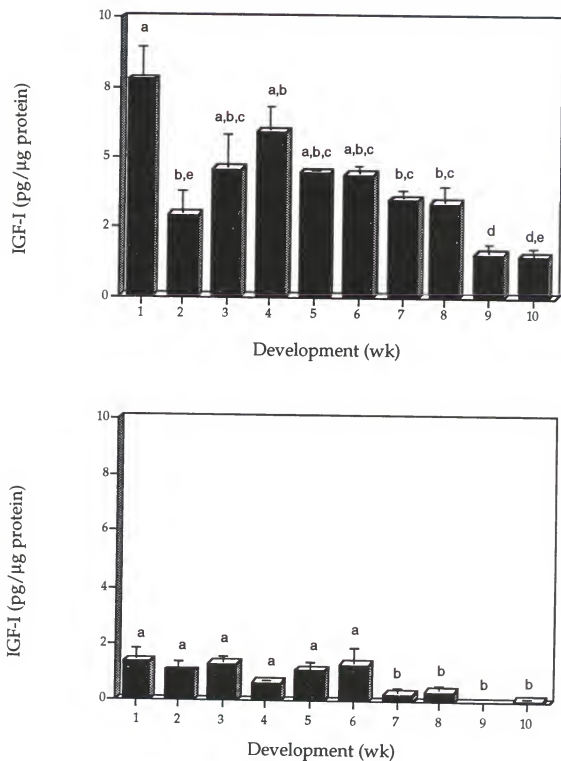 10
8
5
2
0
IGF-I (pg/µg protein)
a
b,e
a,b,c
a,b
a,b,c
a,b,c
b,c
b,c
d
d,e
1 2 3 4 5 6 7 8 9 10
Development (wk)
10
8
6
4
2
0
IGF-I (pg/µg protein)
a a a a a a b b b b
1 2 3 4 5 6 7 8 9 10
Development (wk)